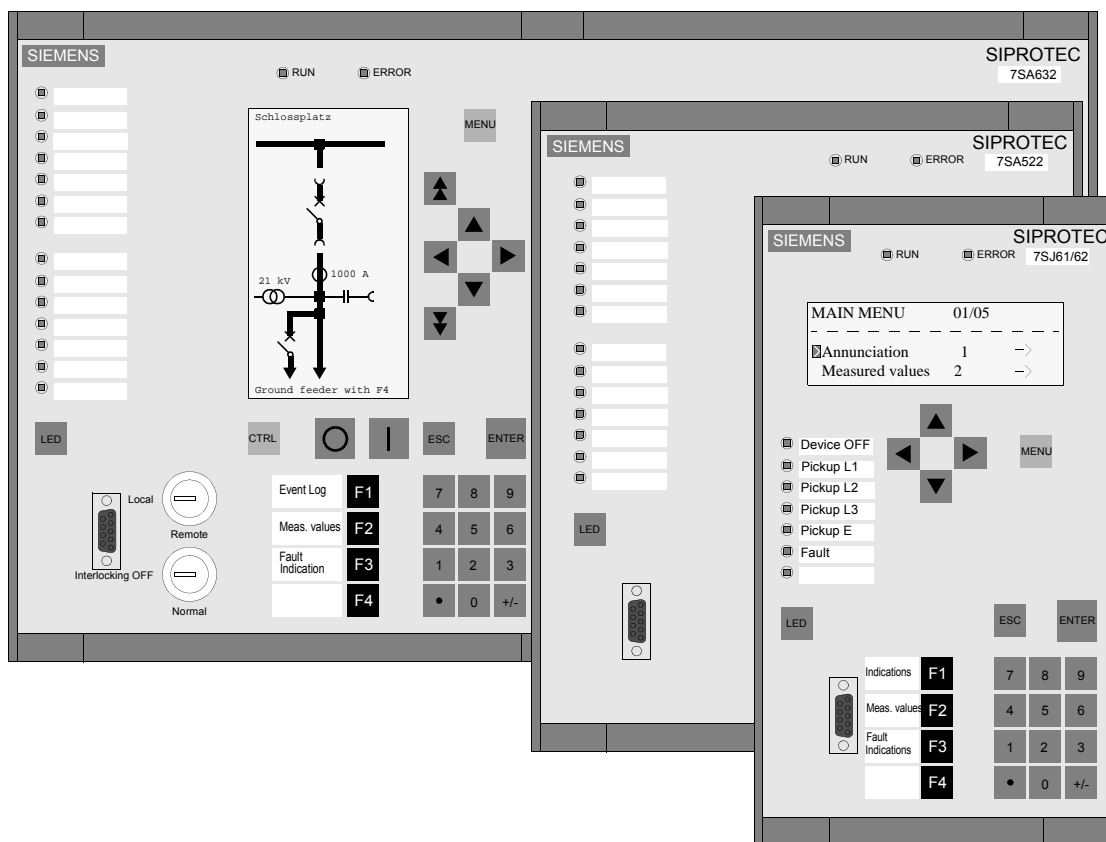 SIEMENS
RUN
ERROR
SIPROTEC
7SA632
Schlossplatz
21 kV
1000 A
Ground feeder with F4
MENU
LED
CTRL
ESC
ENTER
Local
Remote
Interlocking OFF
Normal
Event Log F1
Meas. values F2
Fault
Indication F3
F4
7 8 9
4 5 6
1 2 3
• 0 +/-
SIEMENS
RUN
ERROR
SIPROTEC
7SA522
LED
SIEMENS
RUN
ERROR
SIPROTEC
7SJ61/62
MAIN MENU 01/05
Annunciation 1
Measured values 2
Device OFF
Pickup L1
Pickup L2
Pickup L3
Pickup E
Fault
MENU
LED
ESC
ENTER
Indications F1
Meas. values F2
Fault
Indications F3
F4
7 8 9
4 5 6
1 2 3
• 0 +/-